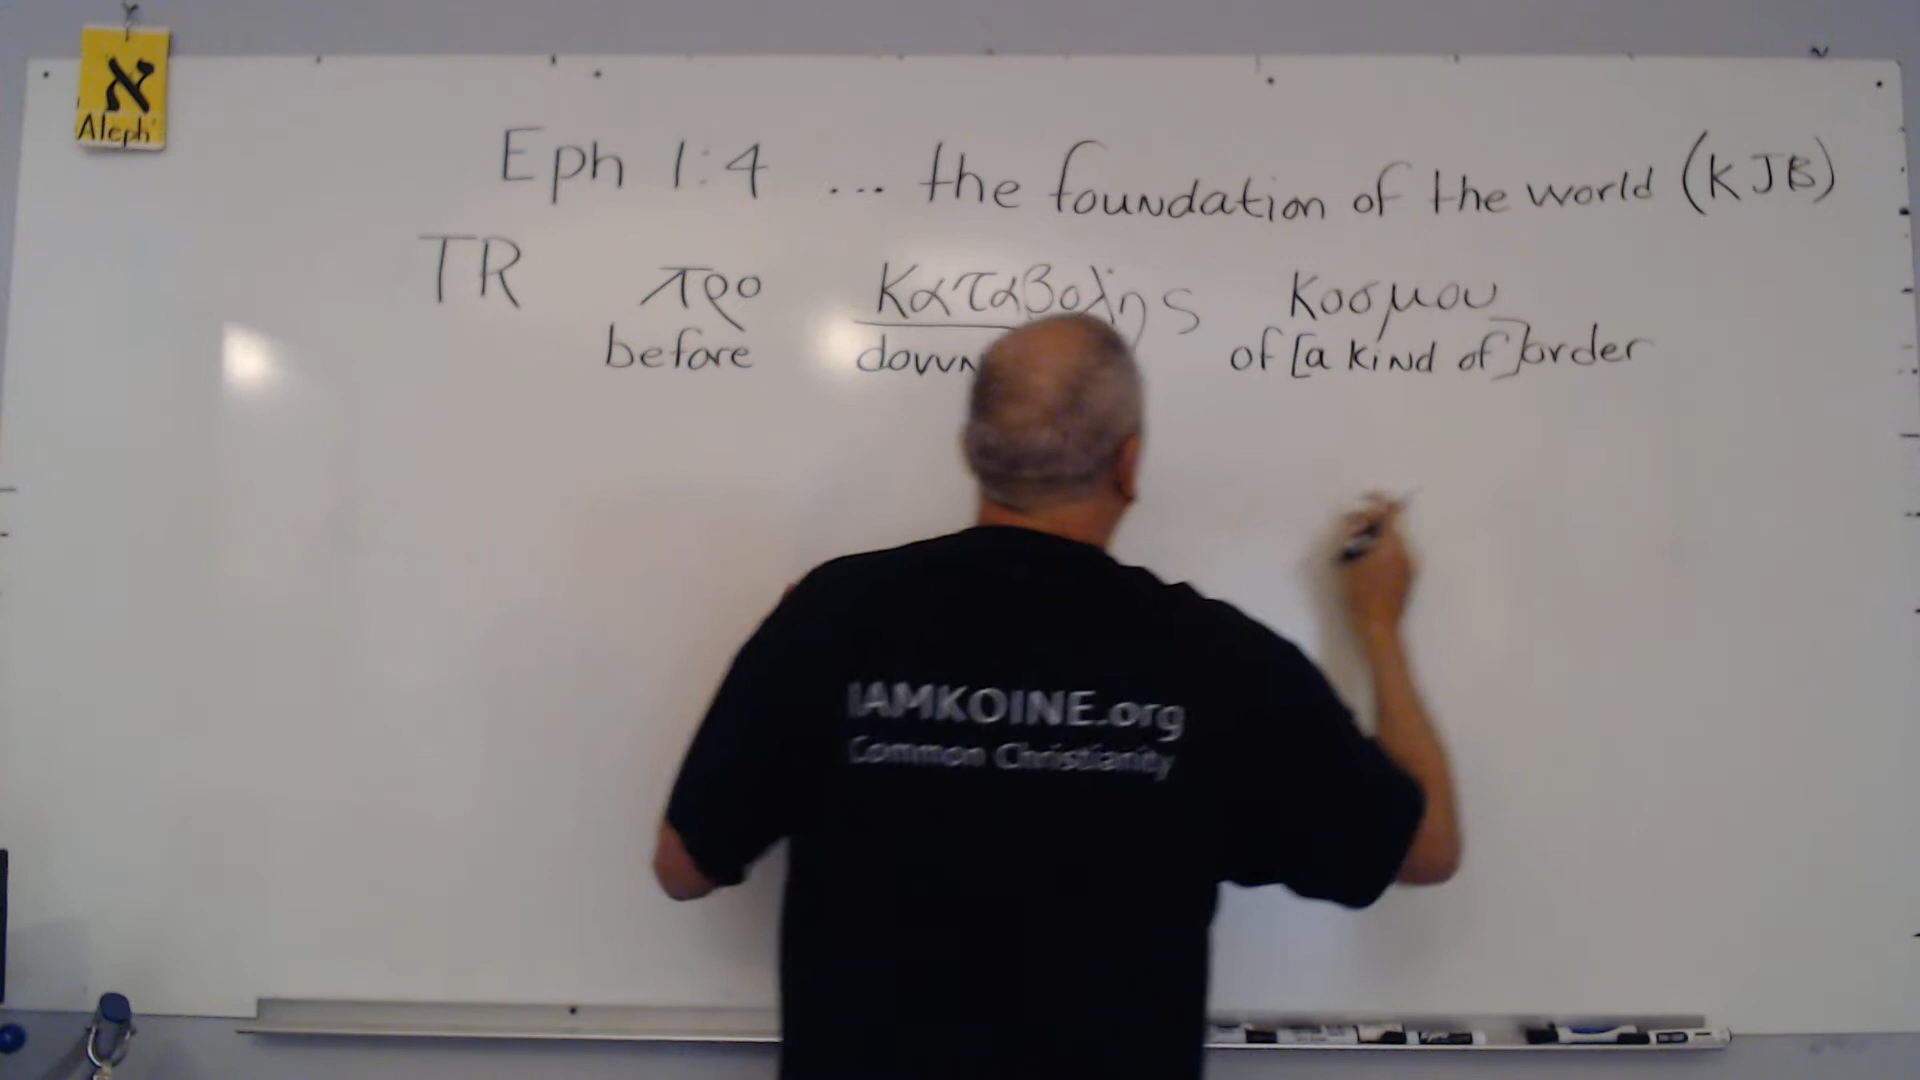 א
Aleph
Eph 1:4 ... the foundation of the world (KJB)
TR προ καταβολης κοσμου
before of [a kind of] order
IAMKOINE.org
Common Christianity